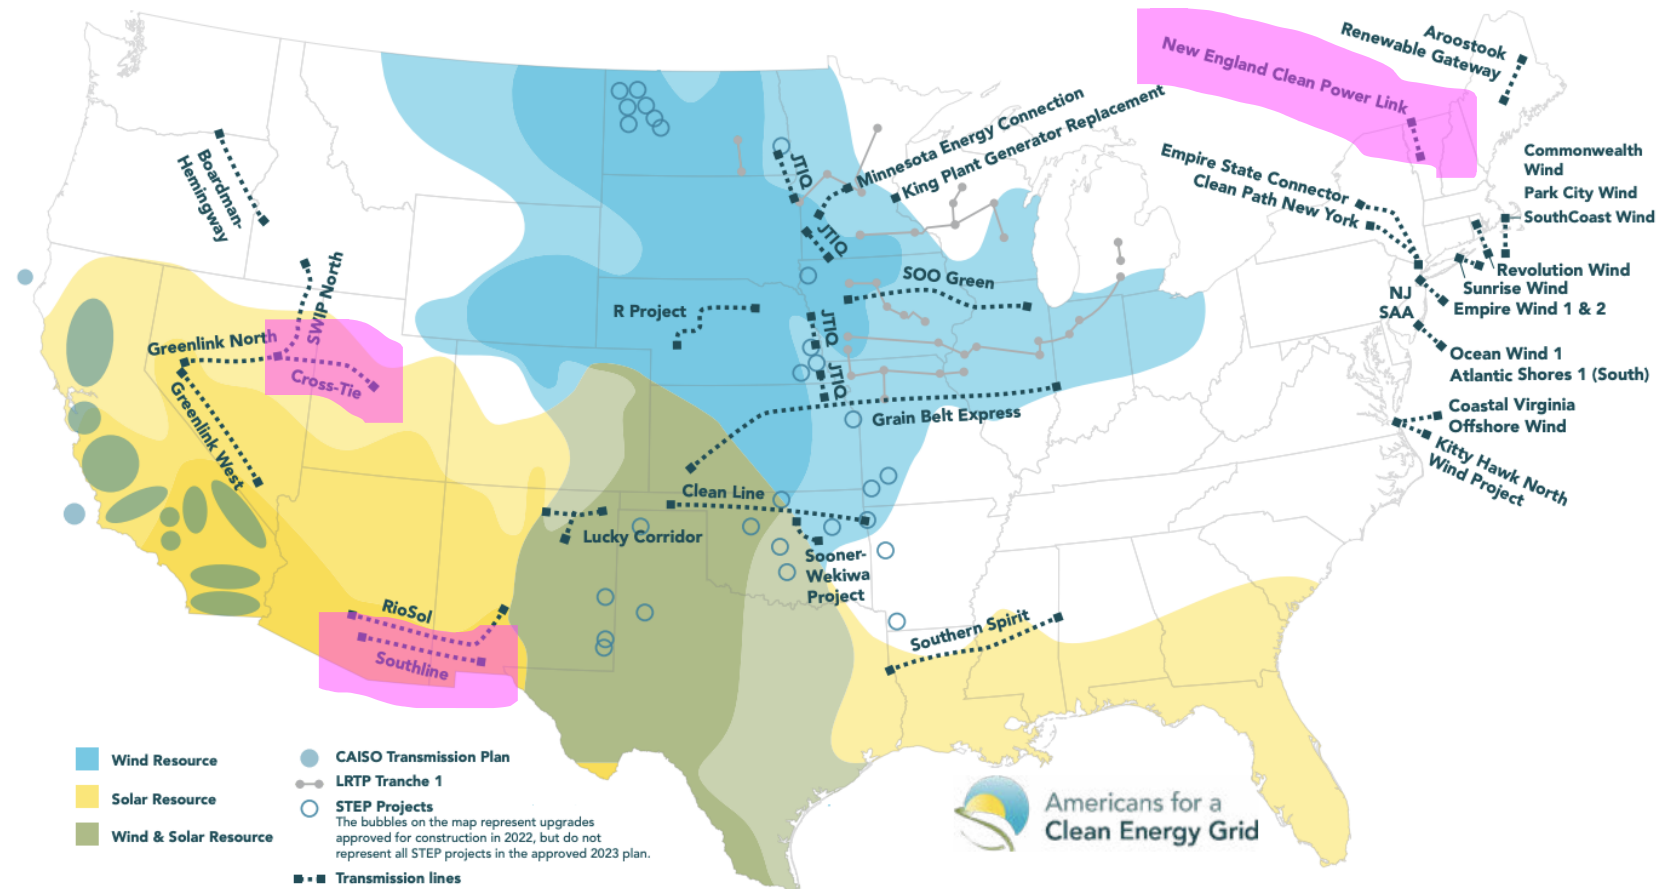 New England Clean Power Link
Aroostook
Renewable Gateway
Minnesota Energy Connection
King Plant Generator Replacement
Boardman-
Hemingway
JTIQ
JTIQ
Empire State Connector
Clean Path New York
Commonwealth
Wind
Park City Wind
SouthCoast Wind
Revolution Wind
Sunrise Wind
Empire Wind 1 & 2
NJ
SAA
SWIP North
SOO Green
R Project
JTIQ
JTIQ
Greenlink North
Cross-Tie
Greenlink West
Ocean Wind 1
Atlantic Shores 1 (South)
Grain Belt Express
Coastal Virginia
Offshore Wind
Kitty Hawk North
Wind Project
Clean Line
Lucky Corridor
Sooner-
Wekiwa
Project
RioSol
Southline
Southern Spirit
Wind Resource
Solar Resource
Wind & Solar Resource
CAISO Transmission Plan
LRTP Tranche 1
STEP Projects
The bubbles on the map represent upgrades
approved for construction in 2022, but do not
represent all STEP projects in the approved 2023 plan.
Transmission lines
Americans for a
Clean Energy Grid